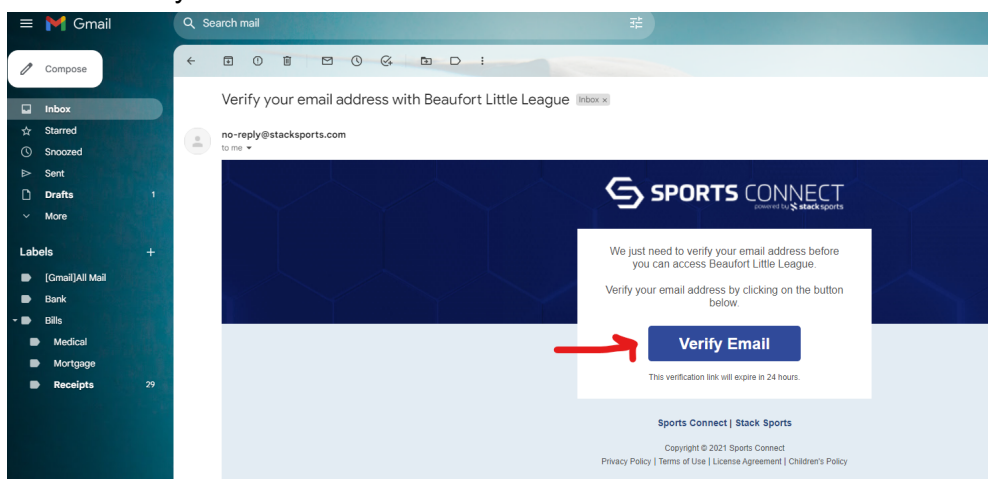 Gmail
Search mail
Compose
Inbox
Starred
Snoozed
Sent
Drafts 1
More
Labels +
[Gmail]All Mail
Bank
Bills
Medical
Mortgage
Receipts 29
Verify your email address with Beaufort Little League Inbox x
no-reply@stacksports.com
to me
SPORTS CONNECT
powered by stacksports
We just need to verify your email address before
you can access Beaufort Little League.
Verify your email address by clicking on the button
below.
Verify Email
This verification link will expire in 24 hours.
Sports Connect | Stack Sports
Copyright © 2021 Sports Connect
Privacy Policy | Terms of Use | License Agreement | Children's Policy